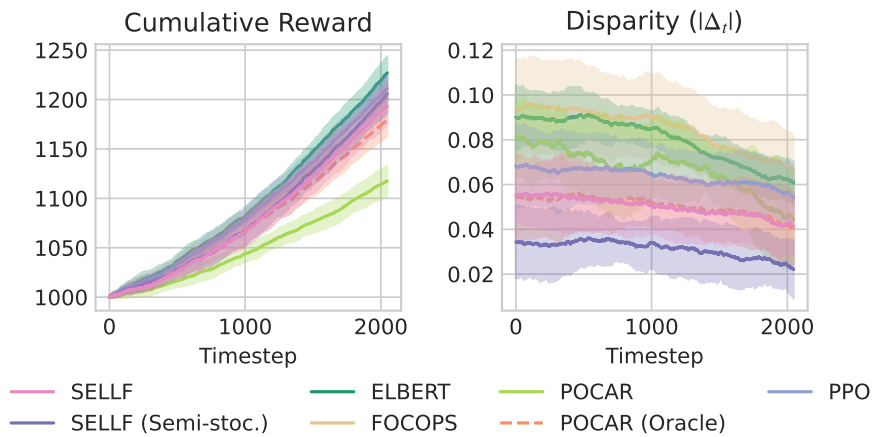 Cumulative Reward
1250
1200
1150
1100
1050
1000
0
1000
2000
Timestep
Disparity (|Δt|)
0.12
0.10
0.08
0.06
0.04
0.02
0
1000
2000
Timestep
SELLF
ELBERT
POCAR
PPO
SELLF (Semi-stoc.)
FOCOPS
POCAR (Oracle)